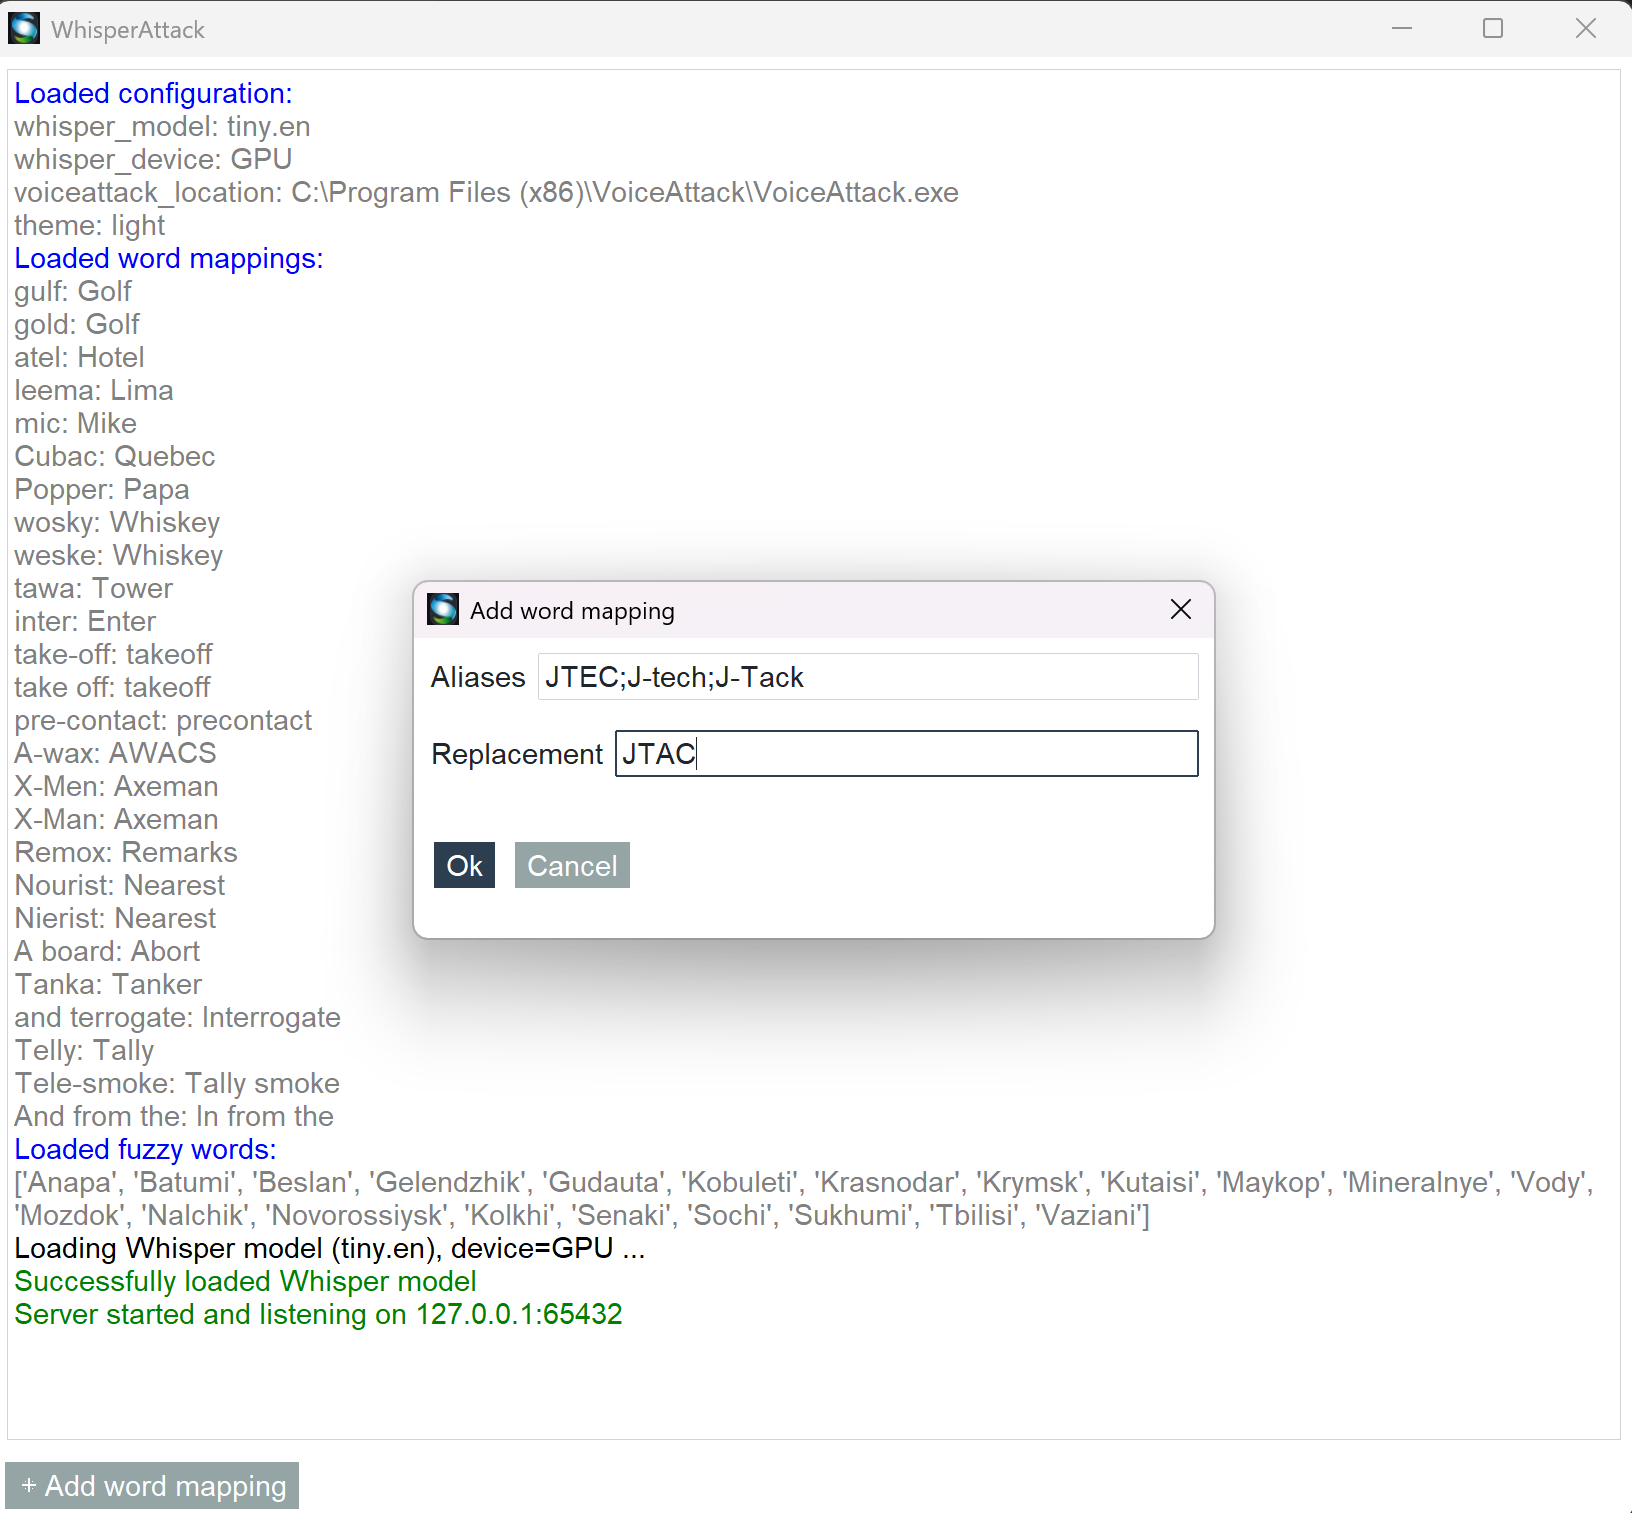 WhisperAttack
Loaded configuration:
whisper_model: tiny.en
whisper_device: GPU
voiceattack_location: C:\Program Files (x86)\VoiceAttack\VoiceAttack.exe
theme: light
Loaded word mappings:
gulf: Golf
gold: Golf
atel: Hotel
leema: Lima
mic: Mike
Cubac: Quebec
Popper: Papa
wosky: Whiskey
weske: Whiskey
tawa: Tower
inter: Enter
take-off: takeoff
take off: takeoff
pre-contact: precontact
A-wax: AWACS
X-Men: Axeman
X-Man: Axeman
Remox: Remarks
Nourist: Nearest
Nierist: Nearest
A board: Abort
Tanka: Tanker
and terrogate: Interrogate
Telly: Tally
Tele-smoke: Tally smoke
And from the: In from the
Loaded fuzzy words:
['Anapa', 'Batumi', 'Beslan', 'Gelendzhik', 'Gudauta', 'Kobuleti', 'Krasnodar', 'Krymsk', 'Kutaisi', 'Maykop', 'Mineralnye', 'Vody',
'Mozdok', 'Nalchik', 'Novorossiysk', 'Kolkhi', 'Senaki', 'Sochi', 'Sukhumi', 'Tbilisi', 'Vaziani']
Loading Whisper model (tiny.en), device=GPU ...
Successfully loaded Whisper model
Server started and listening on 127.0.0.1:65432
Add word mapping
Aliases JTEC;J-tech;J-Tack
Replacement JTAC
Ok Cancel
+ Add word mapping